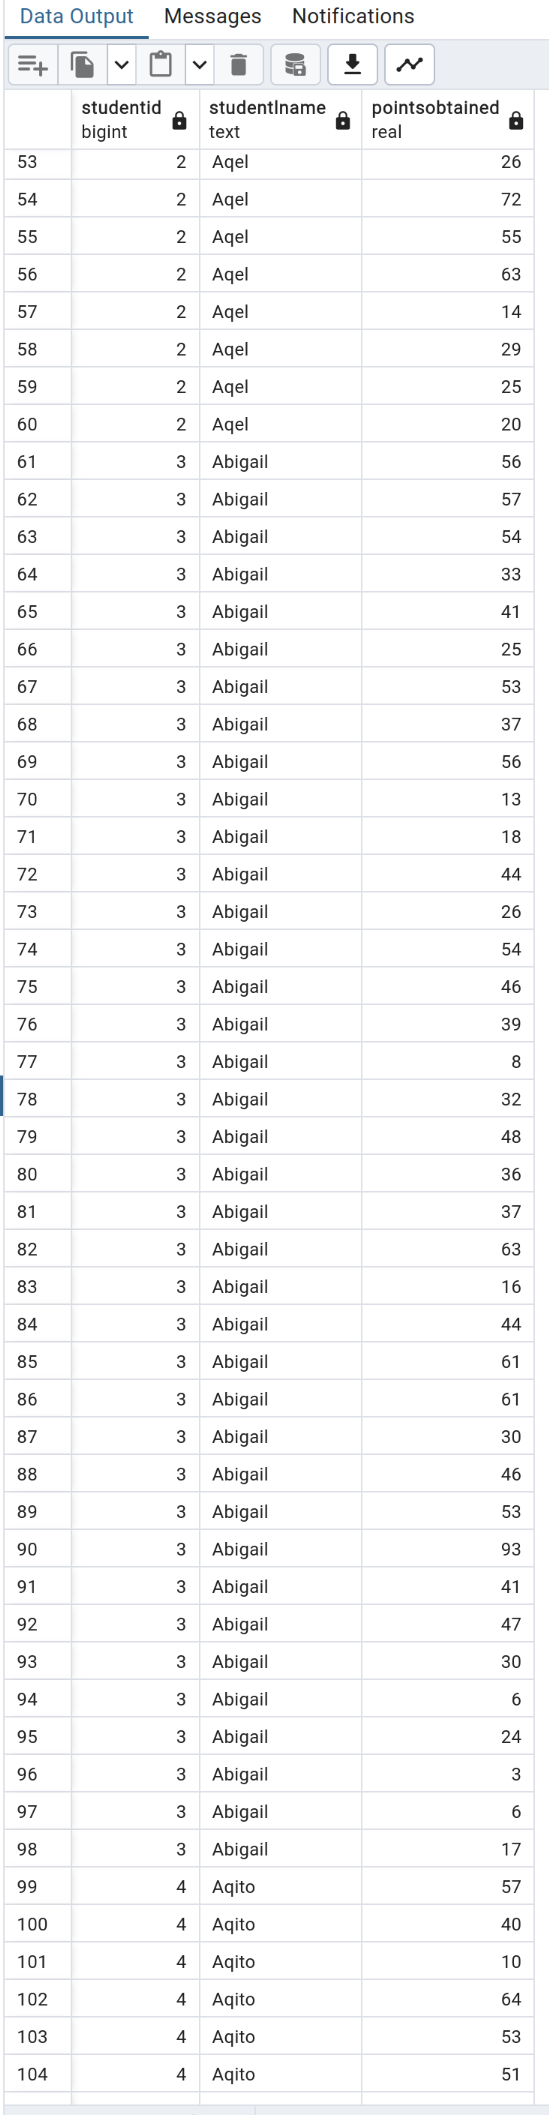 Data Output Messages Notifications
studentid studentlname pointsobtained
bigint text real
53 2 Aqel 26
54 2 Aqel 72
55 2 Aqel 55
56 2 Aqel 63
57 2 Aqel 14
58 2 Aqel 29
59 2 Aqel 25
60 2 Aqel 20
61 3 Abigail 56
62 3 Abigail 57
63 3 Abigail 54
64 3 Abigail 33
65 3 Abigail 41
66 3 Abigail 25
67 3 Abigail 53
68 3 Abigail 37
69 3 Abigail 56
70 3 Abigail 13
71 3 Abigail 18
72 3 Abigail 44
73 3 Abigail 26
74 3 Abigail 54
75 3 Abigail 46
76 3 Abigail 39
77 3 Abigail 8
78 3 Abigail 32
79 3 Abigail 48
80 3 Abigail 36
81 3 Abigail 37
82 3 Abigail 63
83 3 Abigail 16
84 3 Abigail 44
85 3 Abigail 61
86 3 Abigail 61
87 3 Abigail 30
88 3 Abigail 46
89 3 Abigail 53
90 3 Abigail 93
91 3 Abigail 41
92 3 Abigail 47
93 3 Abigail 30
94 3 Abigail 6
95 3 Abigail 24
96 3 Abigail 3
97 3 Abigail 6
98 3 Abigail 17
99 4 Aqito 57
100 4 Aqito 40
101 4 Aqito 10
102 4 Aqito 64
103 4 Aqito 53
104 4 Aqito 51